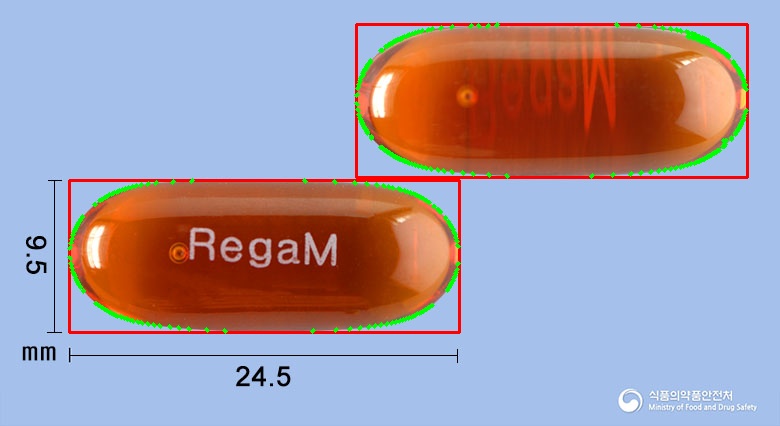 RegaM
RegaM
9.5
mm
24.5
식품의약품안전처
Ministry of Food and Drug Safety